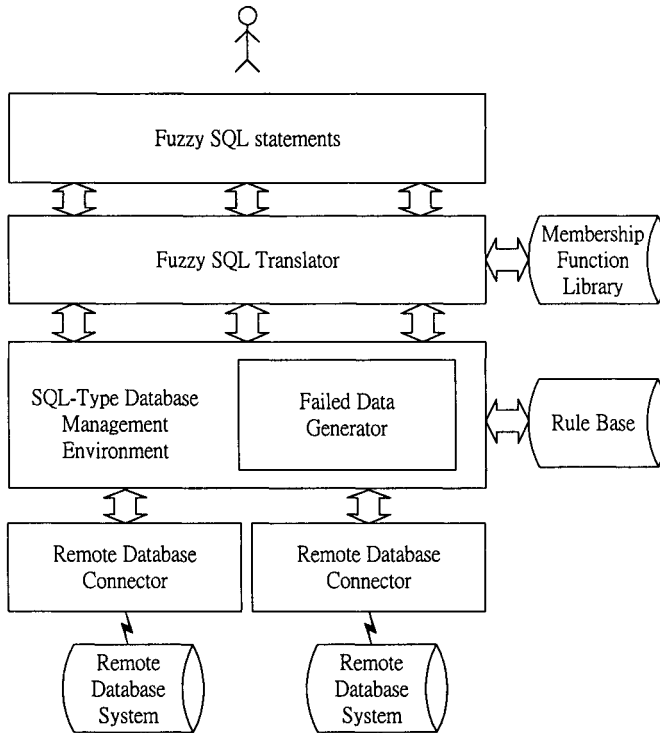 Fuzzy SQL statements
Fuzzy SQL Translator
Membership
Function
Library
SQL-Type Database
Management
Environment
Failed Data
Generator
Rule Base
Remote Database
Connector
Remote Database
Connector
Remote
Database
System
Remote
Database
System